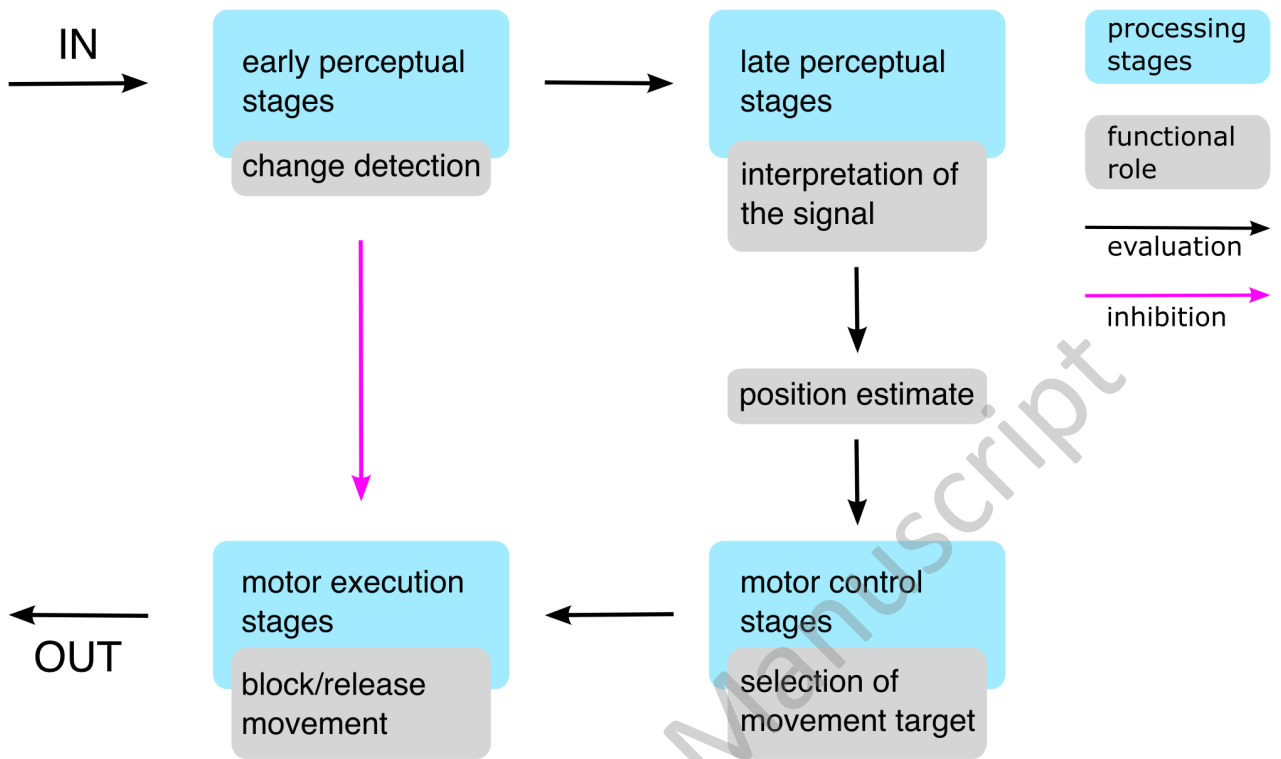 IN
early perceptual
stages
change detection
late perceptual
stages
interpretation of
the signal
processing
stages
functional
role
evaluation
inhibition
position estimate
motor execution
stages
block/release
movement
motor control
stages
selection of
movement target
OUT
Manuscript